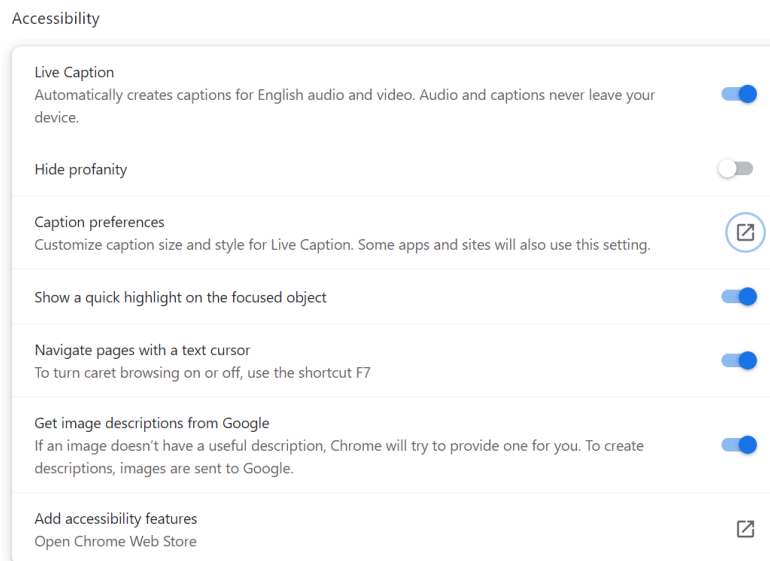 Accessibility
Live Caption
Automatically creates captions for English audio and video. Audio and captions never leave your
device.
Hide profanity
Caption preferences
Customize caption size and style for Live Caption. Some apps and sites will also use this setting.
Show a quick highlight on the focused object
Navigate pages with a text cursor
To turn caret browsing on or off, use the shortcut F7
Get image descriptions from Google
If an image doesn’t have a useful description, Chrome will try to provide one for you. To create
descriptions, images are sent to Google.
Add accessibility features
Open Chrome Web Store